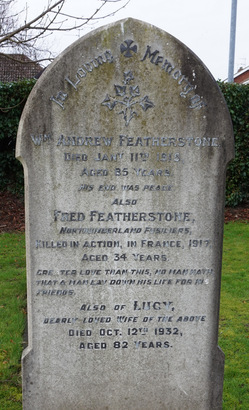 In Loving Memory of
Wm Andrew Featherstone
Died Jany 11th 1915,
Aged 35 Years.
His end was peace
Also
Fred Featherstone,
Northumberland Fusiliers,
Killed in Action, in France, 1917
Aged 34 Years.
Greater love than this, no man hath
that a man lay down his life for his
friends.
Also of Lucy,
dearly loved wife of the above
Died Oct. 12th 1932,
aged 82 years.